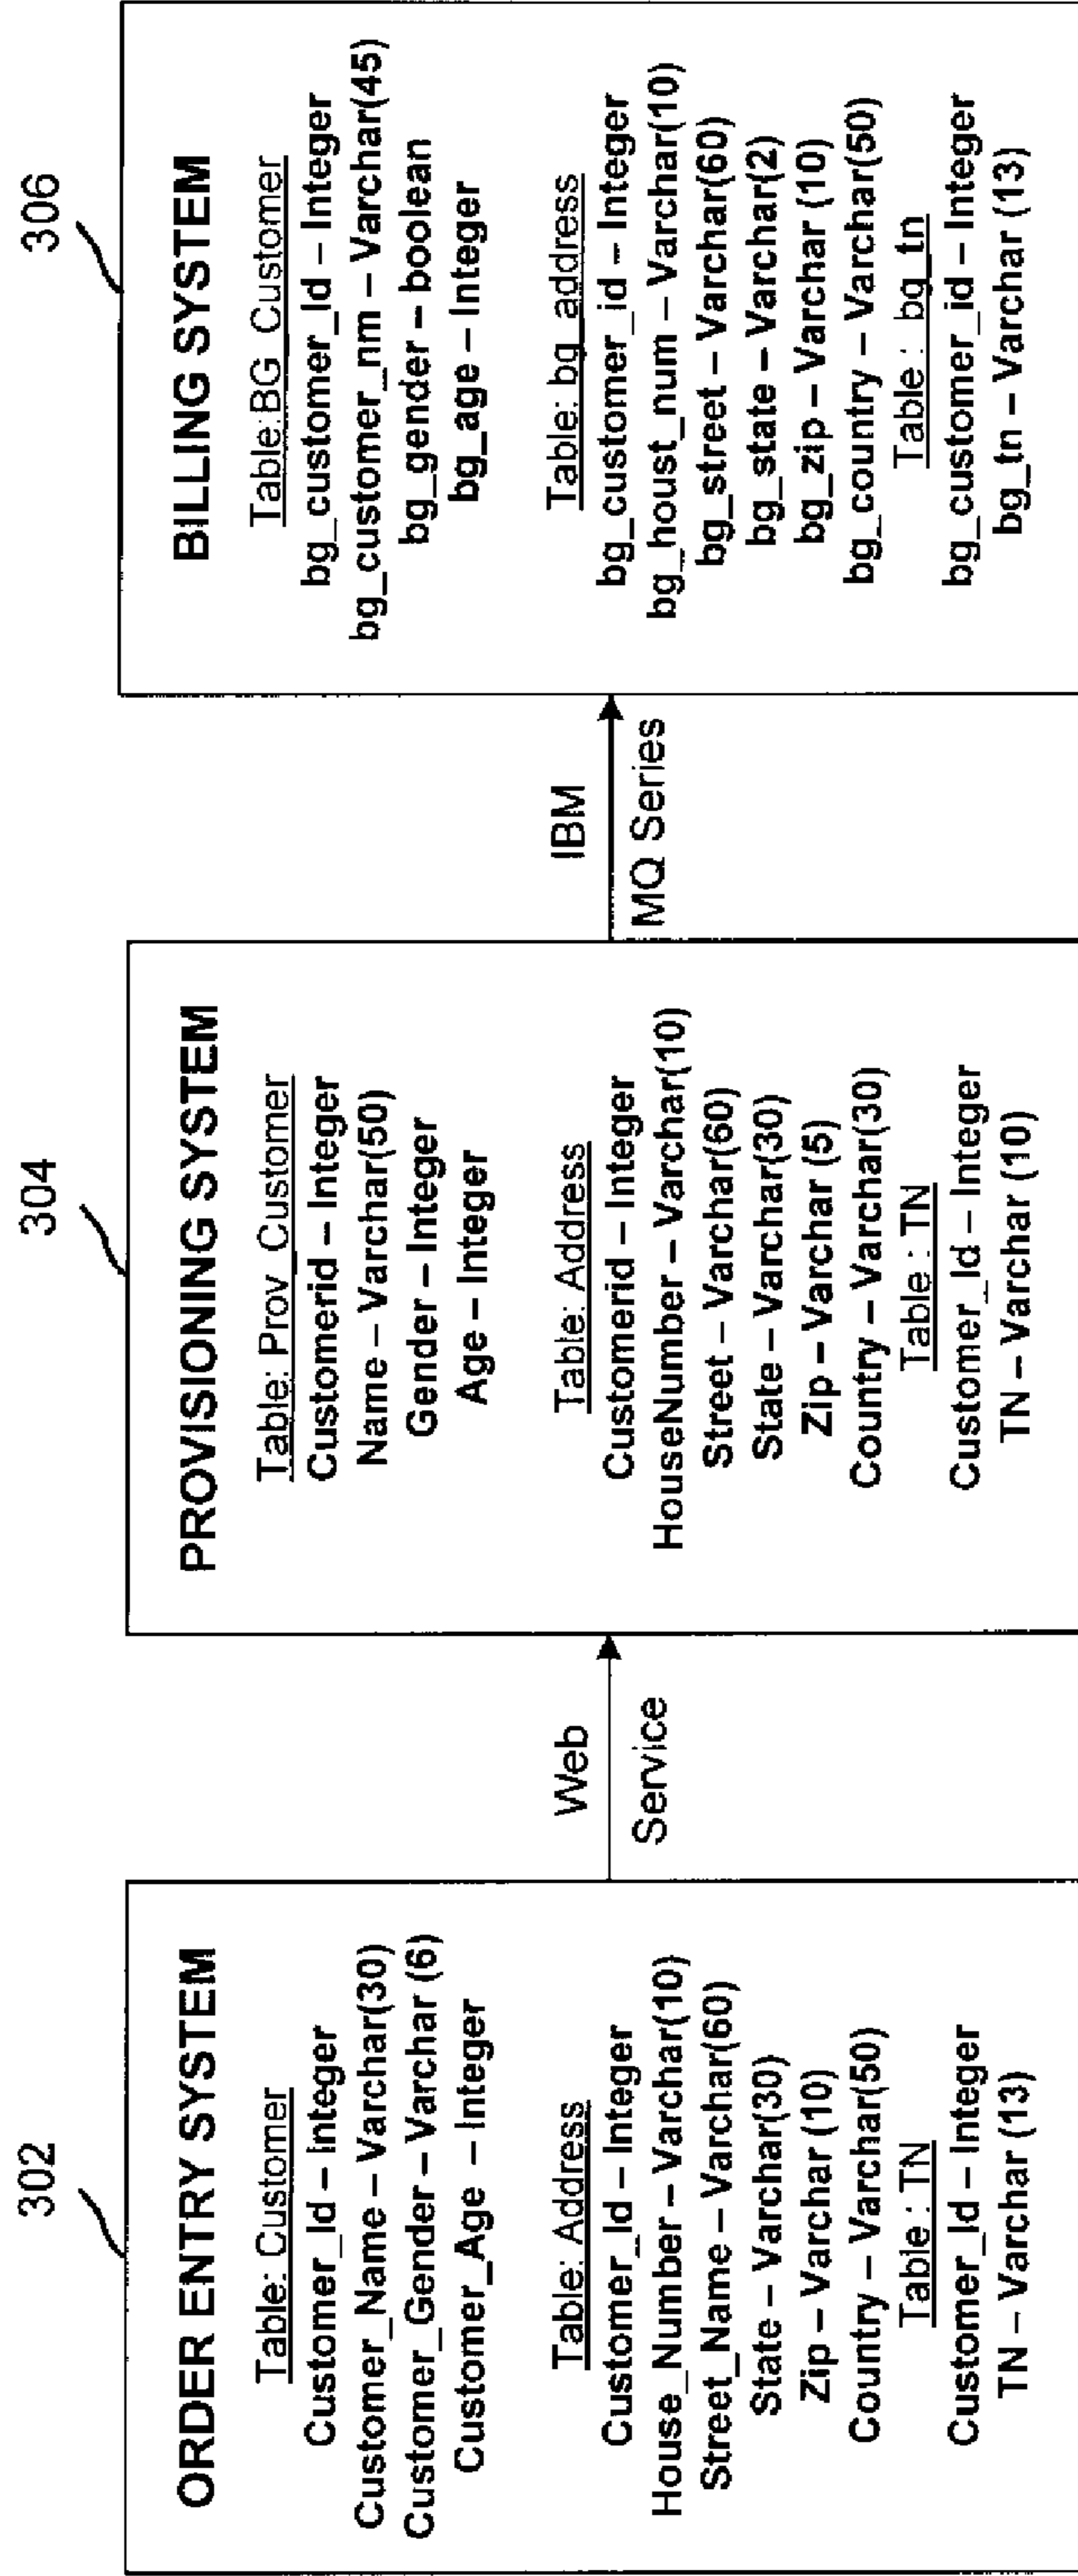 302
ORDER ENTRY SYSTEM
Table: Customer
Customer_Id – Integer
Customer_Name – Varchar(30)
Customer_Gender – Varchar (6)
Customer_Age – Integer
Table: Address
Customer_Id – Integer
House_Number – Varchar(10)
Street_Name – Varchar(60)
State – Varchar(30)
Zip – Varchar (10)
Country – Varchar(50)
Table : TN
Customer_Id – Integer
TN – Varchar (13)
Web
Service
304
PROVISIONING SYSTEM
Table: Prov_Customer
Customerid – Integer
Name – Varchar(50)
Gender – Integer
Age – Integer
Table: Address
Customerid – Integer
HouseNumber – Varchar(10)
Street – Varchar(60)
State – Varchar(30)
Zip – Varchar (5)
Country – Varchar(30)
Table : TN
Customer_Id – Integer
TN – Varchar (10)
IBM
MQ Series
306
BILLING SYSTEM
Table:BG_Customer
bg_customer_Id – Integer
bg_customer_nm – Varchar(45)
bg_gender – boolean
bg_age – Integer
Table: bg_address
bg_customer_id – Integer
bg_houst_num – Varchar(10)
bg_street – Varchar(60)
bg_state – Varchar(2)
bg_zip – Varchar (10)
bg_country – Varchar(50)
Table : bg_tn
bg_customer_id – Integer
bg_tn – Varchar (13)